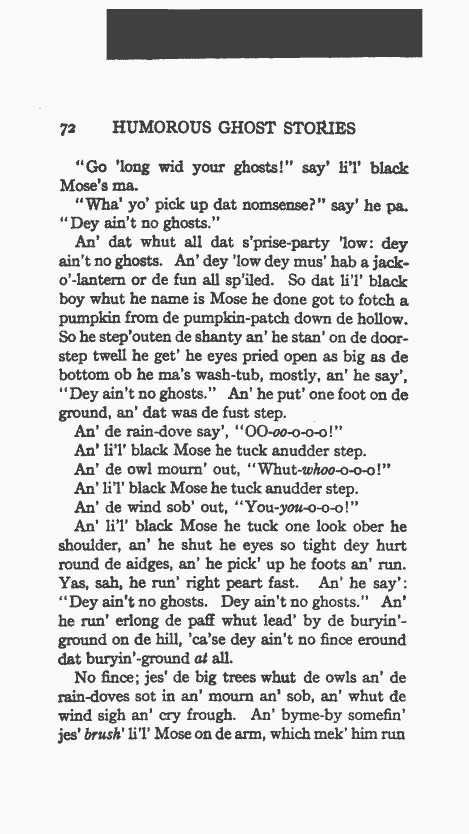 72 HUMOROUS GHOST STORIES
"Go 'long wid your ghosts!" say' li'l' black
Mose's ma.
"Wha' yo' pick up dat nomsense?" say' he pa.
"Dey ain't no ghosts."
An' dat whut all dat s'prise-party 'low: dey
ain't no ghosts. An' dey 'low dey mus' hab a jack-
o'-lantern or de fun all sp'iled. So dat li'l' black
boy whut he name is Mose he done got to fotch a
pumpkin from de pumpkin-patch down de hollow.
So he step'outen de shanty an' he stan' on de door-
step twell he get' he eyes pried open as big as de
bottom ob he ma's wash-tub, mostly, an' he say',
"Dey ain't no ghosts." An' he put' one foot on de
ground, an' dat was de fust step.
An' de rain-dove say', "OO-oo-o-o-o!"
An' li'l' black Mose he tuck anudder step.
An' de owl mourn' out, "Whut-whoo-o-o-o!"
An' li'l' black Mose he tuck anudder step.
An' de wind sob' out, "You-you-o-o-o!"
An' li'l' black Mose he tuck one look ober he
shoulder, an' he shut he eyes so tight dey hurt
round de aidges, an' he pick' up he foots an' run.
Yas, sah, he run' right peart fast. An' he say':
"Dey ain't no ghosts. Dey ain't no ghosts." An'
he run' erlong de paff whut lead' by de buryin'-
ground on de hill, 'ca'se dey ain't no fince eround
dat buryin'-ground at all.
No fince; jes' de big trees whut de owls an' de
rain-doves sot in an' mourn an' sob, an' whut de
wind sigh an' cry frough. An' byme-by somefin'
jes' brush' li'l' Mose on de arm, which mek' him run